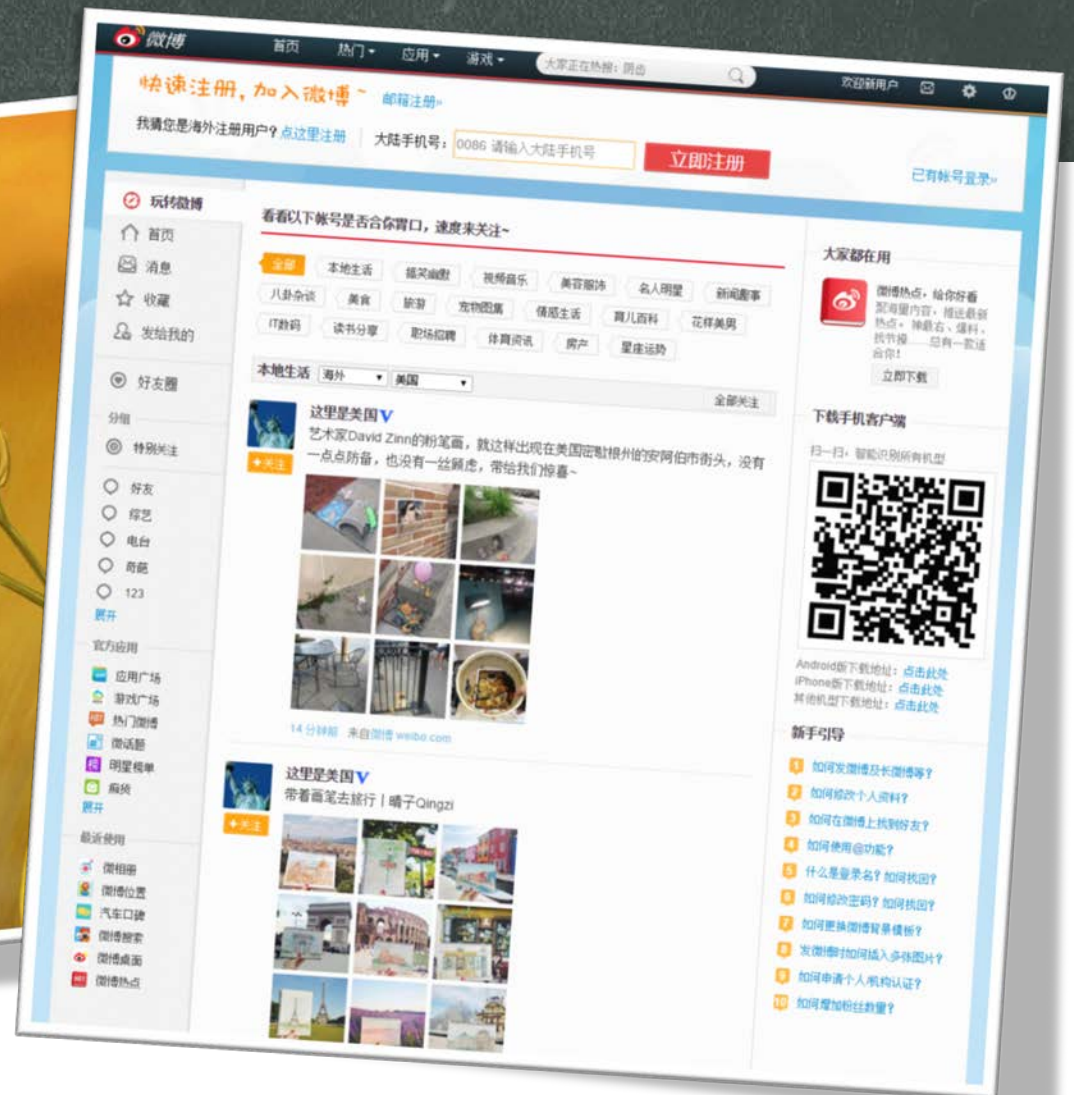 微博
首页 热门 应用 游戏 大家正在热搜：阴齿 欢迎新用户
快速注册，加入微博~ 邮箱注册»
我猜您是海外注册用户？点这里注册 大陆手机号： 0086 请输入大陆手机号 立即注册
已有帐号登录»
玩转微博
首页
消息
收藏
发给我的
好友圈
分组
特别关注
好友
综艺
电台
奇葩
123
展开
官方应用
应用广场
游戏广场
热门微博
微话题
明星榜单
展开
最近使用
微相册
微博位置
汽车口碑
微博搜索
微博桌面
微博热点
看看以下帐号是否合你胃口，速度来关注~
全部 本地生活 搞笑幽默 视频音乐 美容服饰 名人明星 新闻趣事
八卦杂谈 美食 旅游 宠物图集 情感生活 育儿百科 花样美男
IT数码 读书分享 职场招聘 体育资讯 房产 星座运势
本地生活 海外 美国 全部关注
这里是美国V
艺术家David Zinn的粉笔画，就这样出现在美国密歇根州的安阿伯市街头，没有
一点点防备，也没有一丝顾虑，带给我们惊喜~
+关注
14 分钟前 来自微博 weibo.com
这里是美国V
带着画笔去旅行丨晴子Qingzi
+关注
大家都在用
微博热点，给你好看
聚海量内容，推送最新
热点。神最右、爆料、
找节操……总有一款适
合你！
立即下载
下载手机客户端
扫一扫，智能识别所有机型
Android版下载地址：点击此处
iPhone版下载地址：点击此处
其他机型下载地址：点击此处
新手引导
1 如何发微博及长微博等？
2 如何修改个人资料？
3 如何在微博上找到好友？
4 如何使用@功能？
5 什么是登录名？如何找回？
6 如何修改密码？如何找回？
7 如何更换微博背景模板？
8 发微博时如何插入多张图片？
9 如何申请个人/机构认证？
10 如何增加粉丝数量？